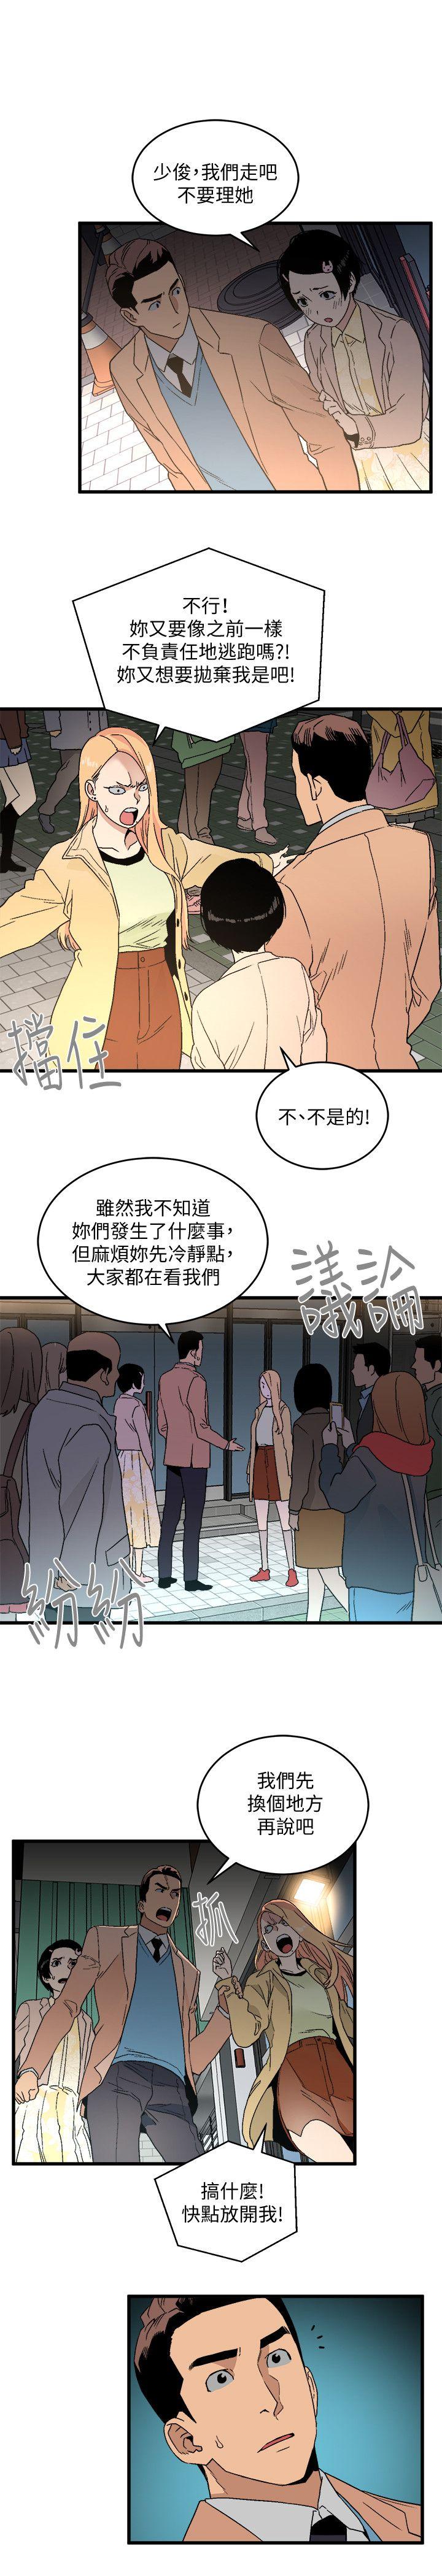 少俊，我們走吧
不要理她
不行！
妳又要像之前一樣
不負責任地逃跑嗎?!
妳又想要拋棄我是吧!
擋住
不、不是的!
雖然我不知道
妳們發生了什麼事，
但麻煩妳先冷靜點，
大家都在看我們
議論
紛紛
我們先
換個地方
再說吧
抓
搞什麼!
快點放開我!